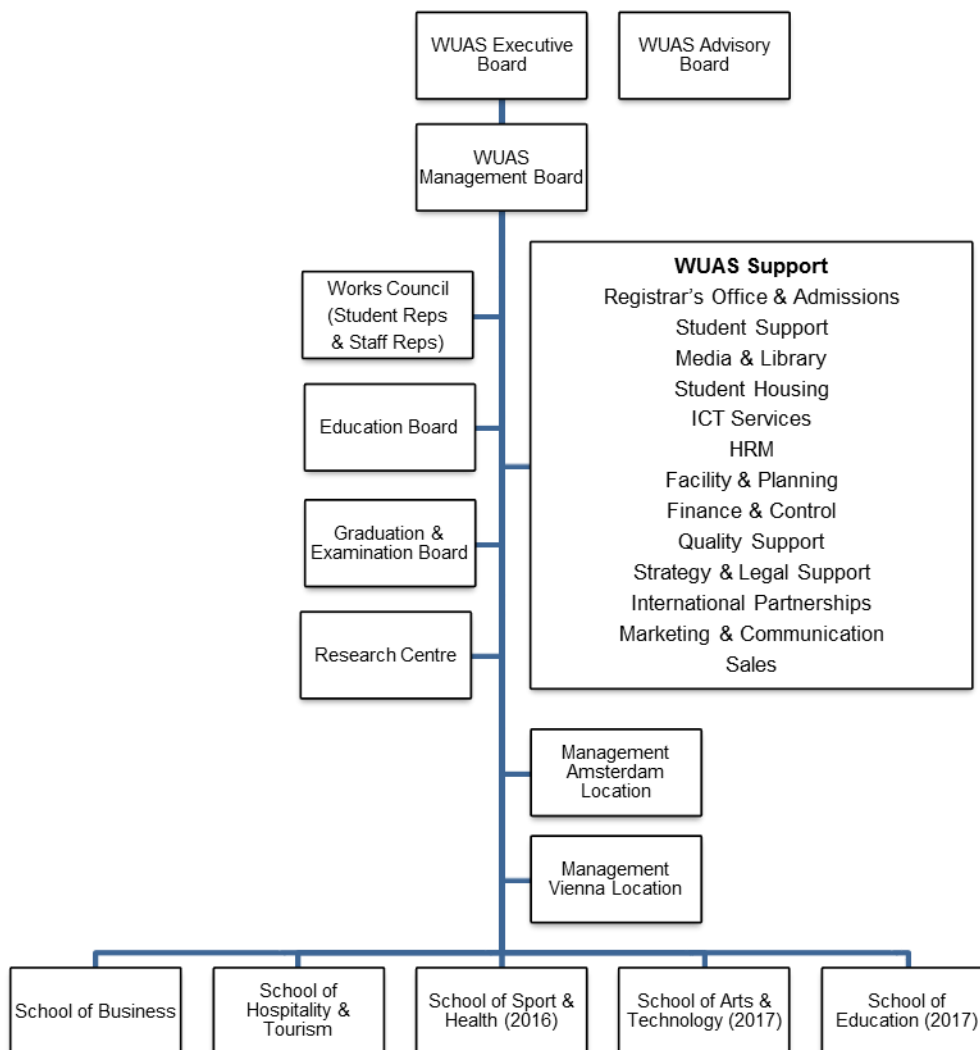 WUAS Executive
Board
WUAS Advisory
Board
WUAS
Management Board
Works Council
(Student Reps
& Staff Reps)
Education Board
Graduation &
Examination Board
Research Centre
WUAS Support
Registrar’s Office & Admissions
Student Support
Media & Library
Student Housing
ICT Services
HRM
Facility & Planning
Finance & Control
Quality Support
Strategy & Legal Support
International Partnerships
Marketing & Communication
Sales
Management
Amsterdam
Location
Management
Vienna Location
School of Business
School of
Hospitality &
Tourism
School of Sport &
Health (2016)
School of Arts &
Technology (2017)
School of
Education (2017)